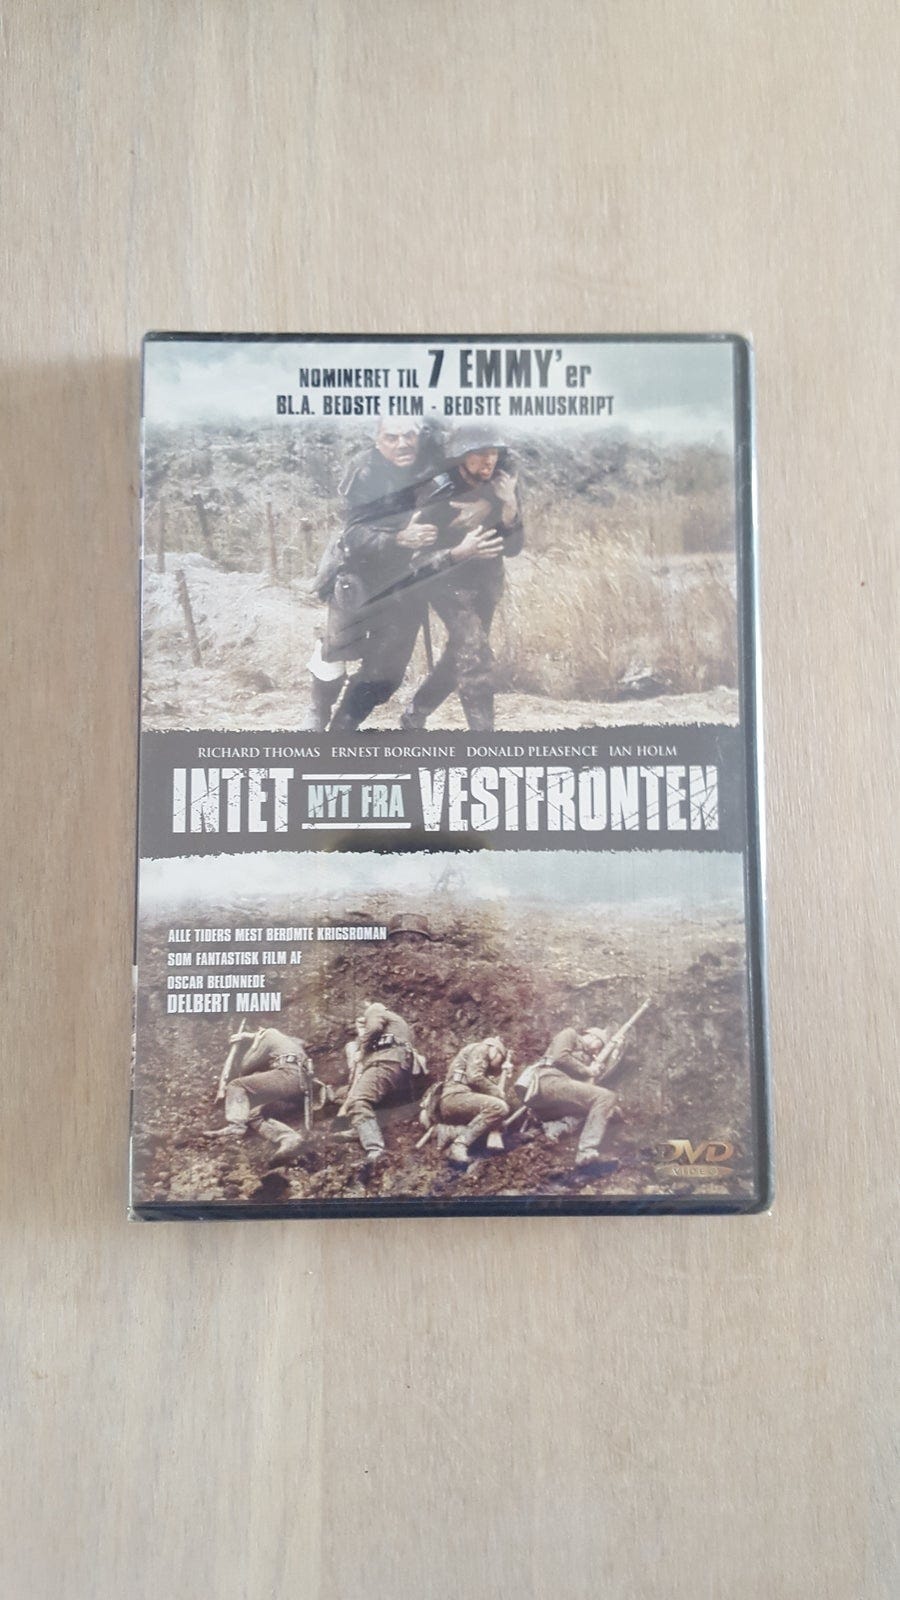 NOMINERET TIL 7 EMMY'er
BL.A. BEDSTE FILM - BEDSTE MANUSKRIPT
RICHARD THOMAS ERNEST BORGNINE DONALD PLEASENCE IAN HOLM
INTET NYT FRA VESTFRONTEN
ALLE TIDERS MEST BERØMTE KRIGSROMAN
SOM FANTASTISK FILM AF
OSCAR BELØNNEDE
DELBERT MANN
DVD
VIDEO